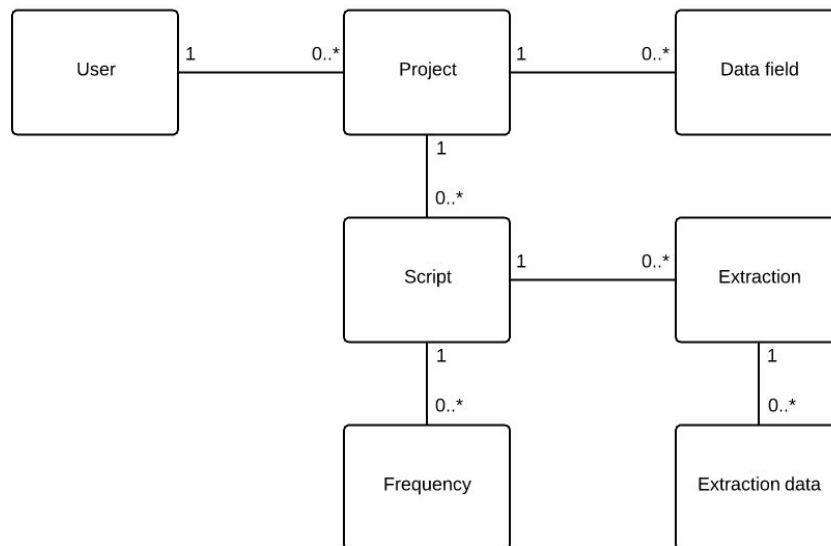 User
1
0..*
Project
1
0..*
Data field
1
0..*
Script
1
0..*
Extraction
1
0..*
1
0..*
Frequency
Extraction data